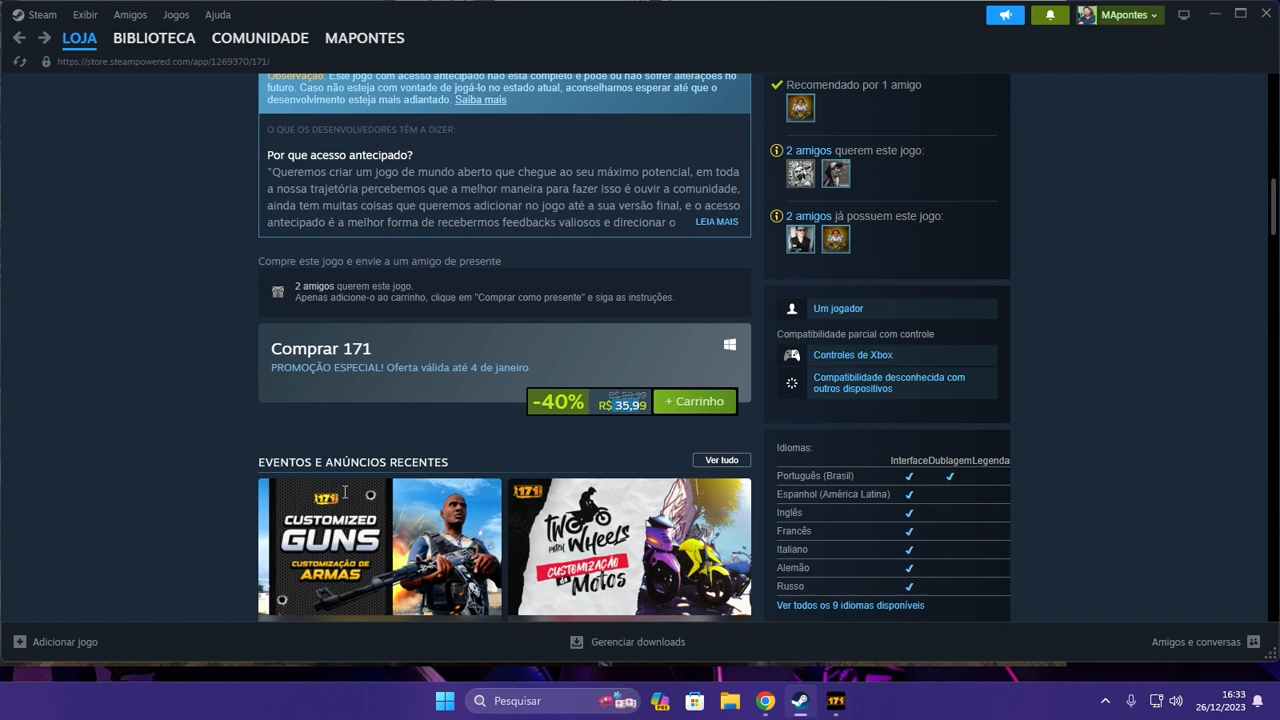 Steam Exibir Amigos Jogos Ajuda
MApontes
LOJA BIBLIOTECA COMUNIDADE MAPONTES
https://store.steampowered.com/app/1269370/171/
Observação: Este jogo com acesso antecipado não está completo e pode ou não sofrer alterações no
futuro. Caso não esteja com vontade de jogá-lo no estado atual, aconselhamos esperar até que o
desenvolvimento esteja mais adiantado. Saiba mais
O QUE OS DESENVOLVEDORES TÊM A DIZER:
Por que acesso antecipado?
"Queremos criar um jogo de mundo aberto que chegue ao seu máximo potencial, em toda
a nossa trajetória percebemos que a melhor maneira para fazer isso é ouvir a comunidade,
ainda tem muitas coisas que queremos adicionar no jogo até a sua versão final, e o acesso
antecipado é a melhor forma de recebermos feedbacks valiosos e direcionar o
LEIA MAIS
Compre este jogo e envie a um amigo de presente
2 amigos querem este jogo.
Apenas adicione-o ao carrinho, clique em "Comprar como presente" e siga as instruções.
Comprar 171
PROMOÇÃO ESPECIAL! Oferta válida até 4 de janeiro
-40%
R$ 59,99
R$ 35,99
+ Carrinho
EVENTOS E ANÚNCIOS RECENTES
Ver tudo
171
CUSTOMIZED
GUNS
CUSTOMIZAÇÃO DE
ARMAS
171
TWO
WHEELS
CUSTOMIZAÇÃO
MOTOS
Recomendado por 1 amigo
2 amigos querem este jogo:
2 amigos já possuem este jogo:
Um jogador
Compatibilidade parcial com controle
Controles de Xbox
Compatibilidade desconhecida com
outros dispositivos
Idiomas:
Interface Dublagem Legendas
Português (Brasil)
Espanhol (América Latina)
Inglês
Francês
Italiano
Alemão
Russo
Ver todos os 9 idiomas disponíveis
Adicionar jogo
Gerenciar downloads
Amigos e conversas
Pesquisar
PRE
171
16:33
26/12/2023